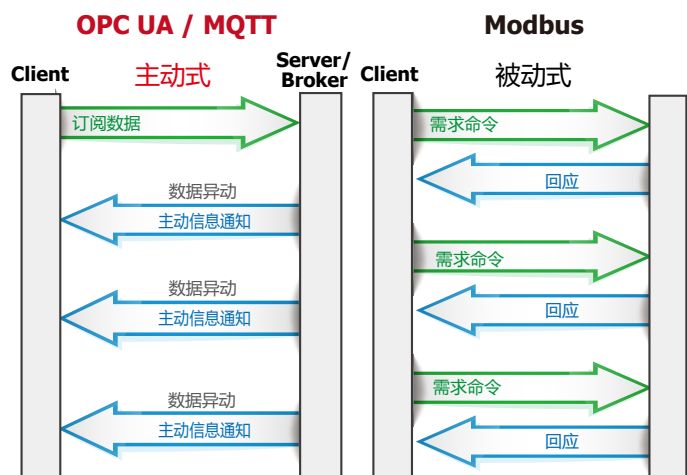 OPC UA / MQTT
Client
主动式
Server/
Broker
订阅数据
数据异动
主动信息通知
数据异动
主动信息通知
数据异动
主动信息通知
Modbus
Client
被动式
需求命令
回应
需求命令
回应
需求命令
回应